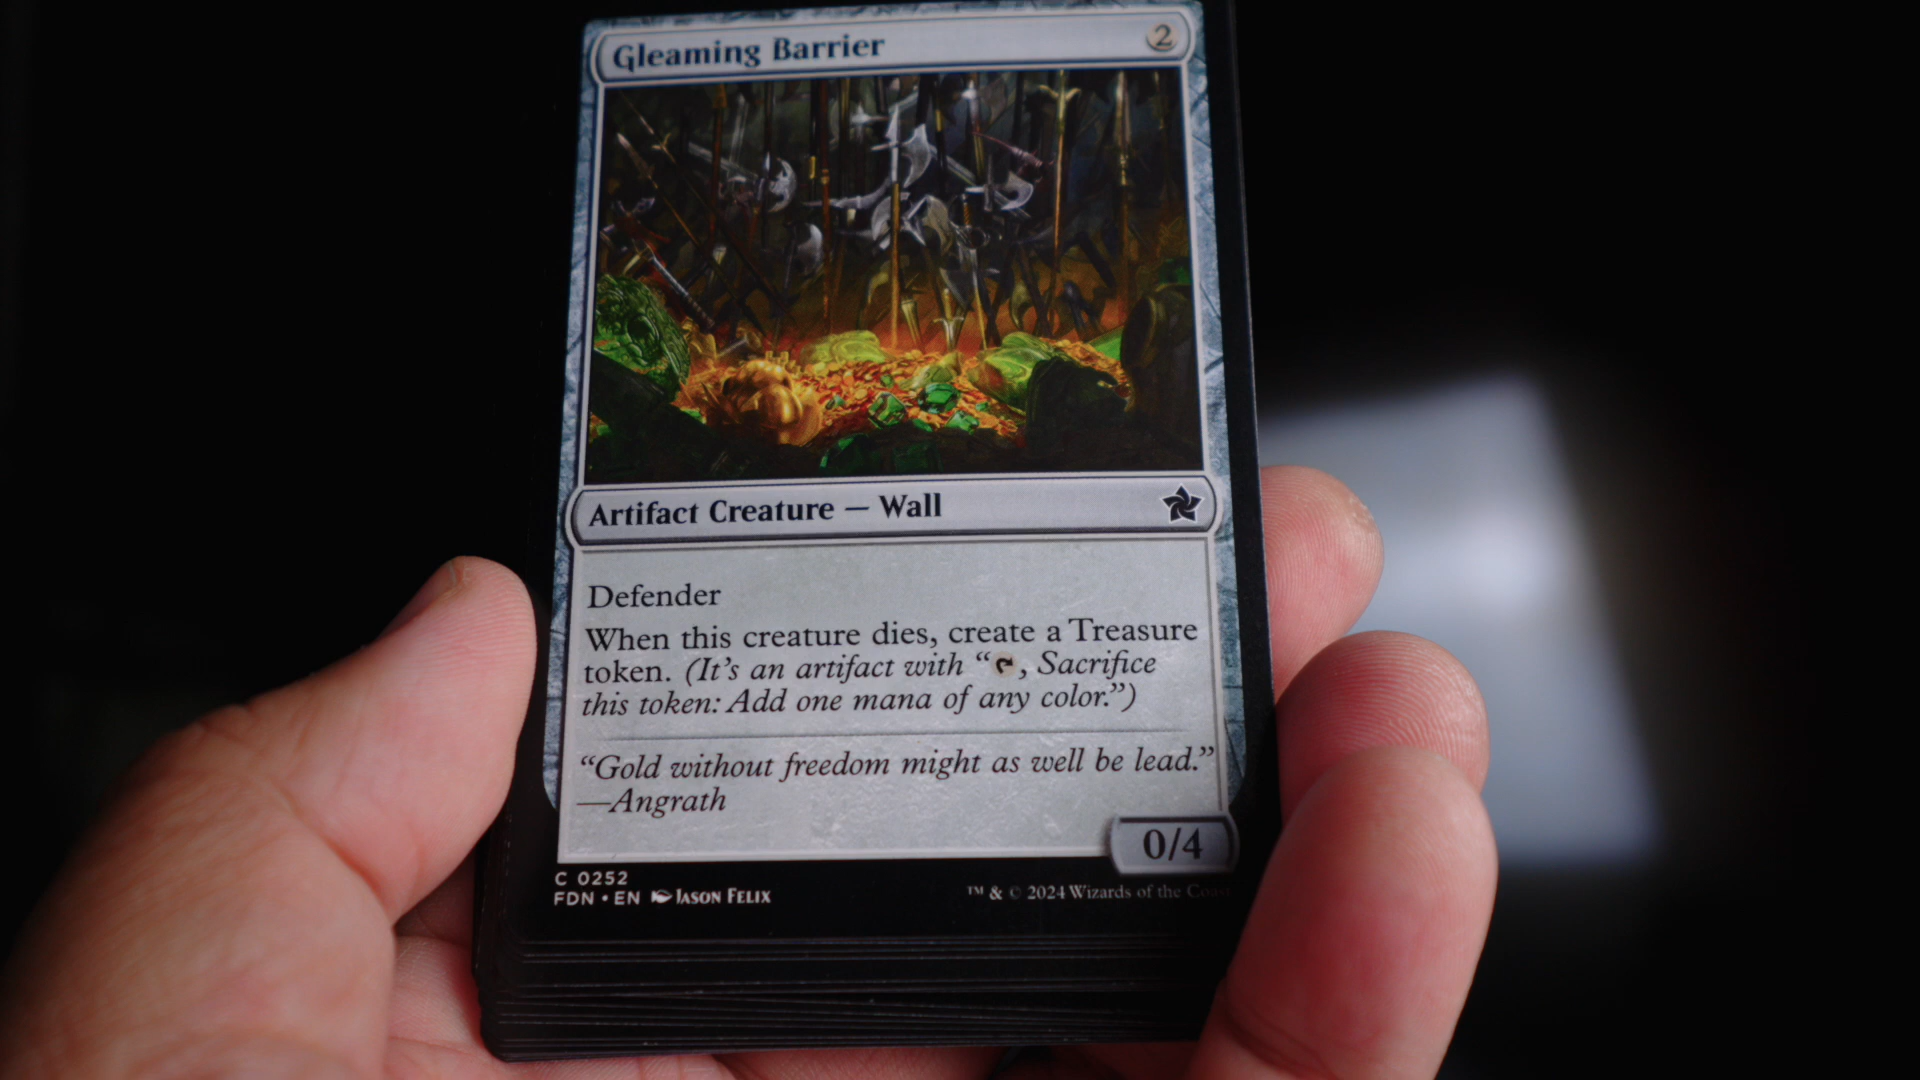 Gleaming Barrier 2
Artifact Creature — Wall
Defender
When this creature dies, create a Treasure
token. (It's an artifact with “, Sacrifice
this token: Add one mana of any color.”)
“Gold without freedom might as well be lead.”
—Angrath
0/4
C 0252
FDN • EN JASON FELIX
™ & © 2024 Wizards of the Coast